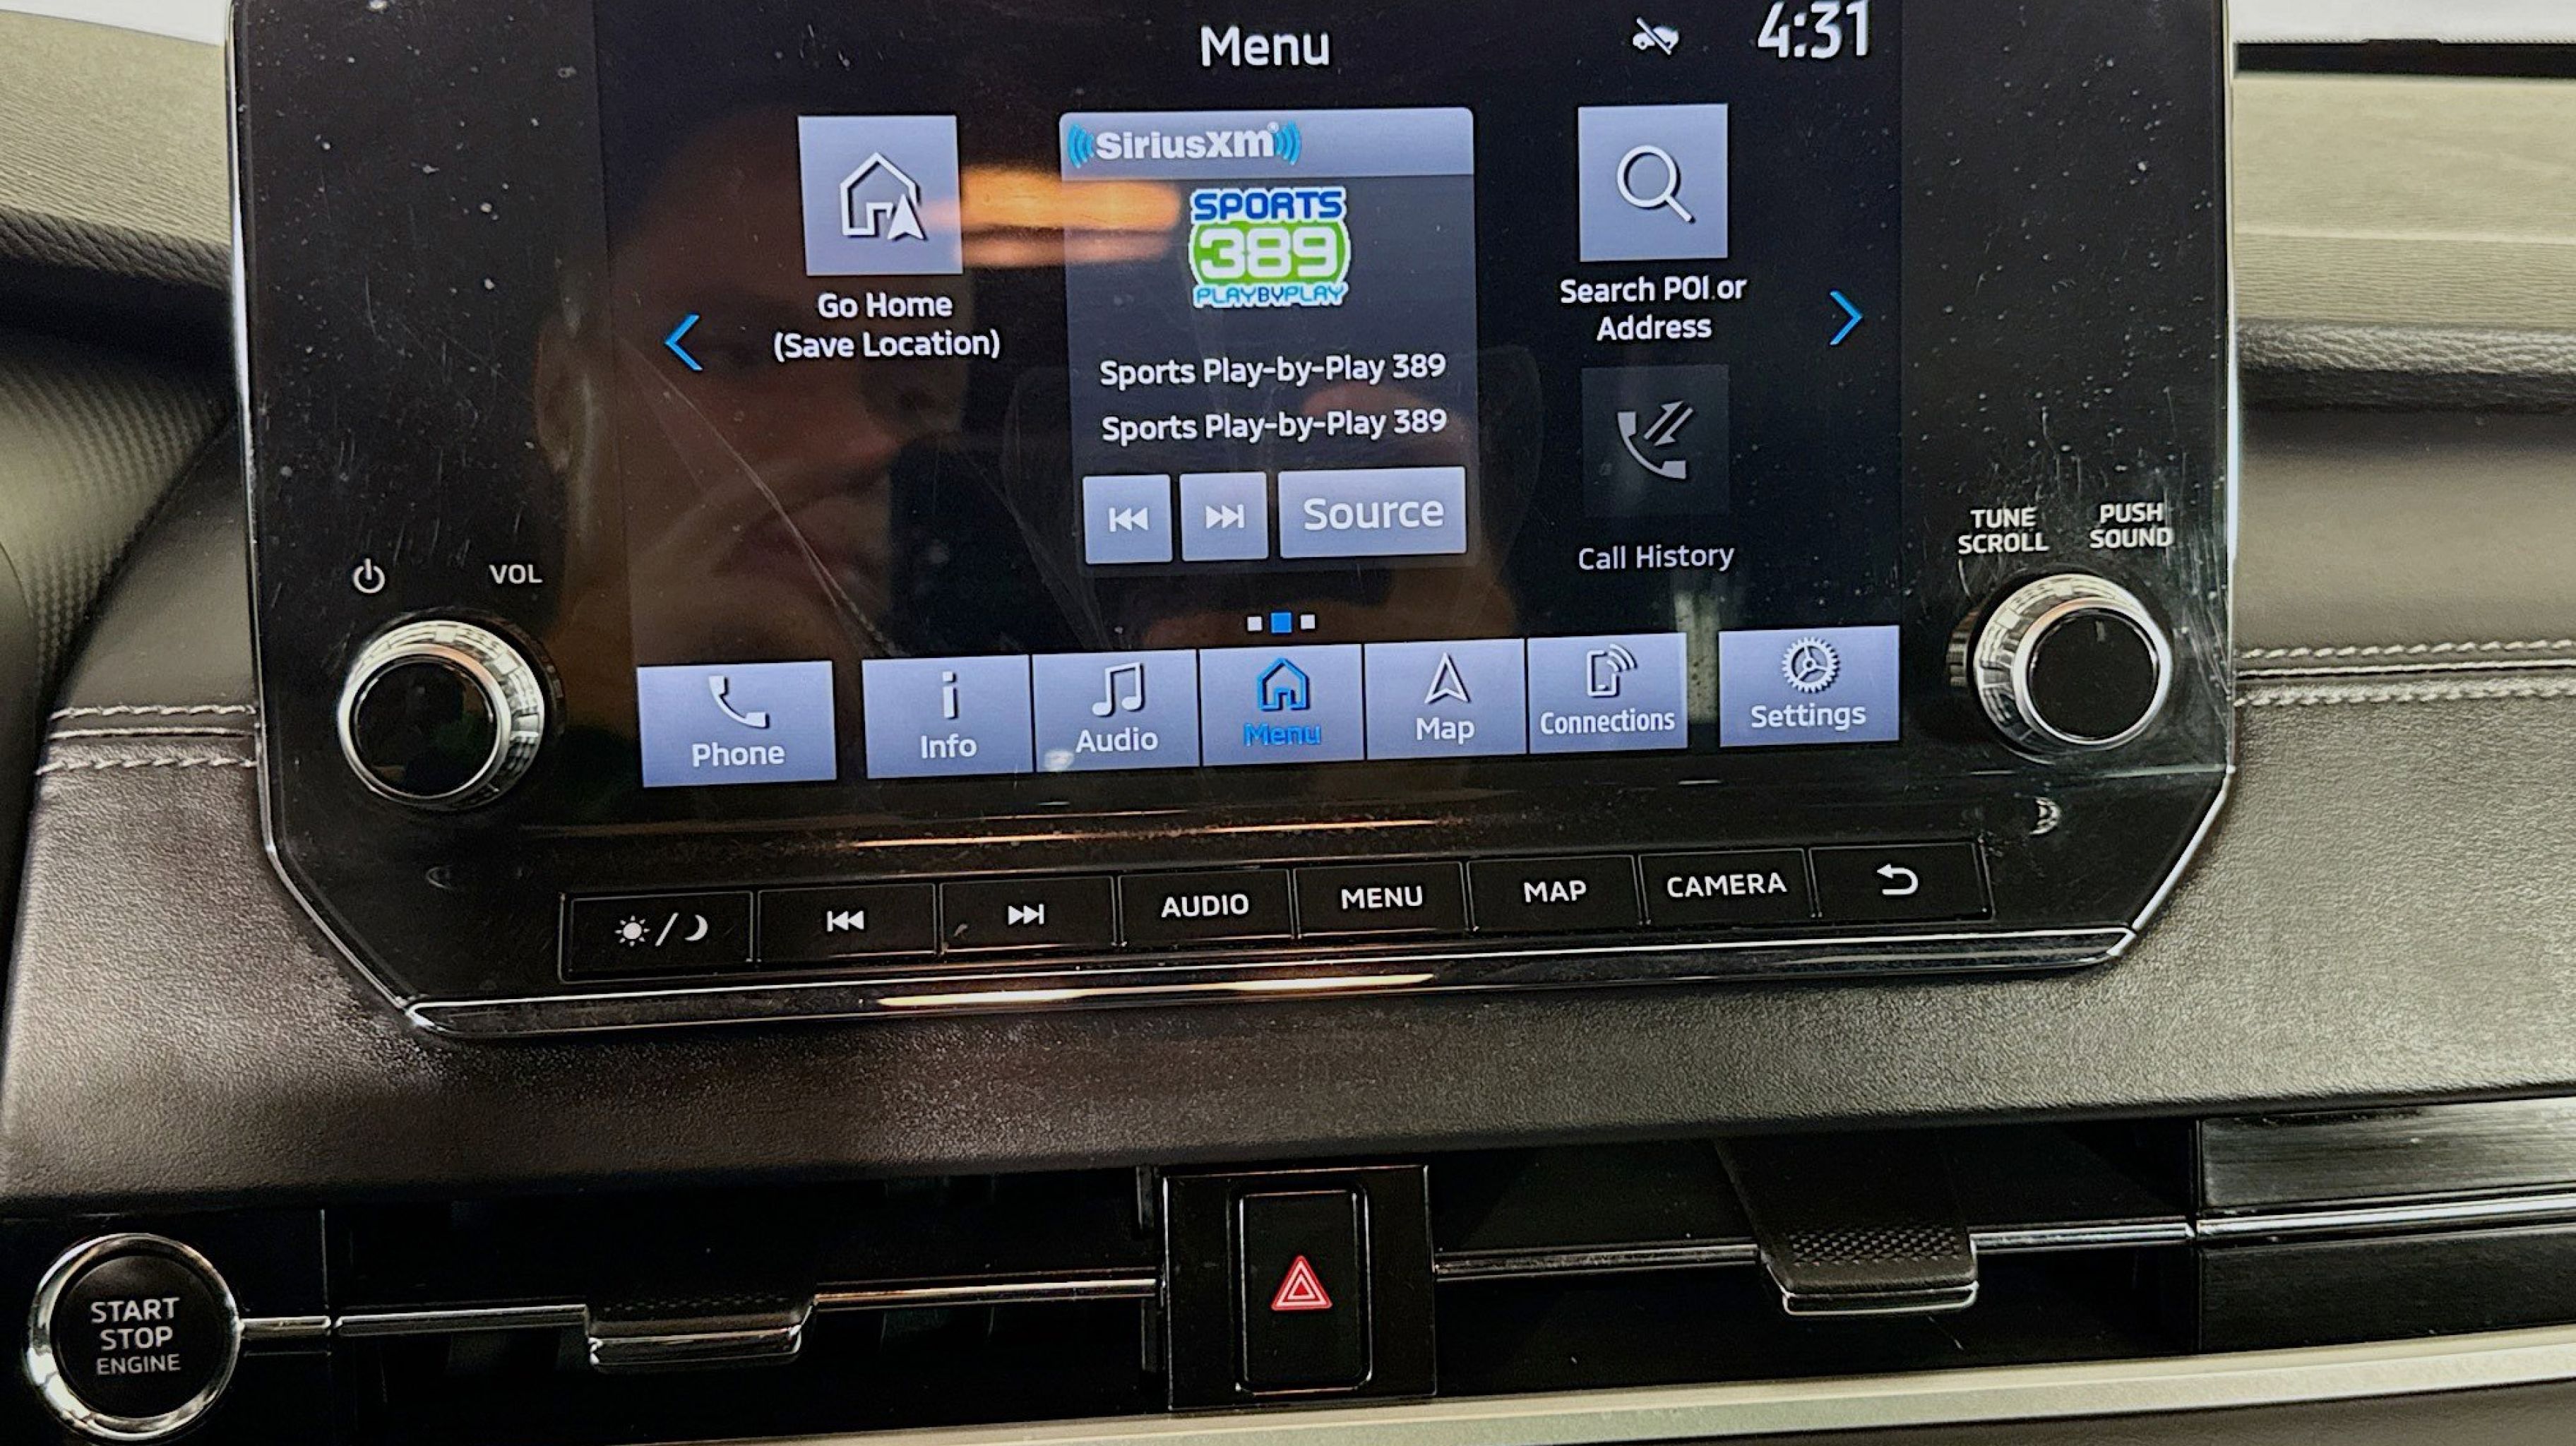 Menu
4:31
SiriusXm
SPORTS
389
PLAYBYPLAY
Go Home
(Save Location)
Sports Play-by-Play 389
Sports Play-by-Play 389
Source
Search POI or
Address
Call History
VOL
TUNE
SCROLL
PUSH
SOUND
Phone
Info
Audio
Menu
Map
Connections
Settings
AUDIO
MENU
MAP
CAMERA
START
STOP
ENGINE